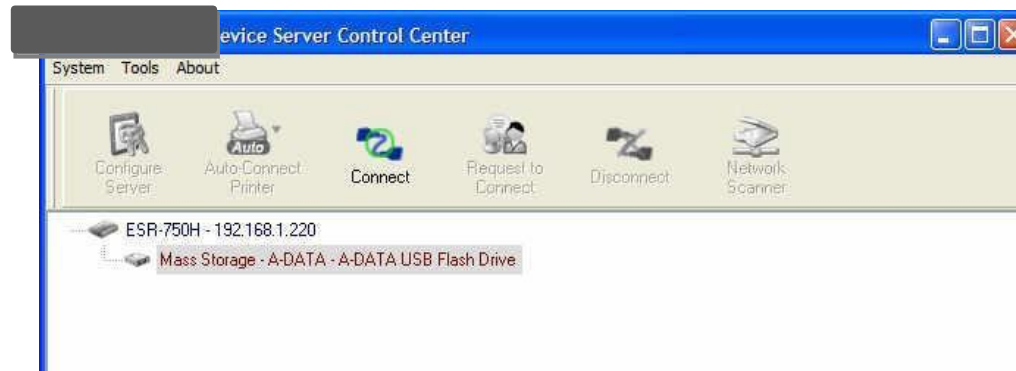 evice Server Control Center
System Tools About
Configure Server
Auto
Auto-Connect Printer
Connect
Request to Connect
Disconnect
Network Scanner
ESR-750H - 192.168.1.220
Mass Storage - A-DATA - A-DATA USB Flash Drive